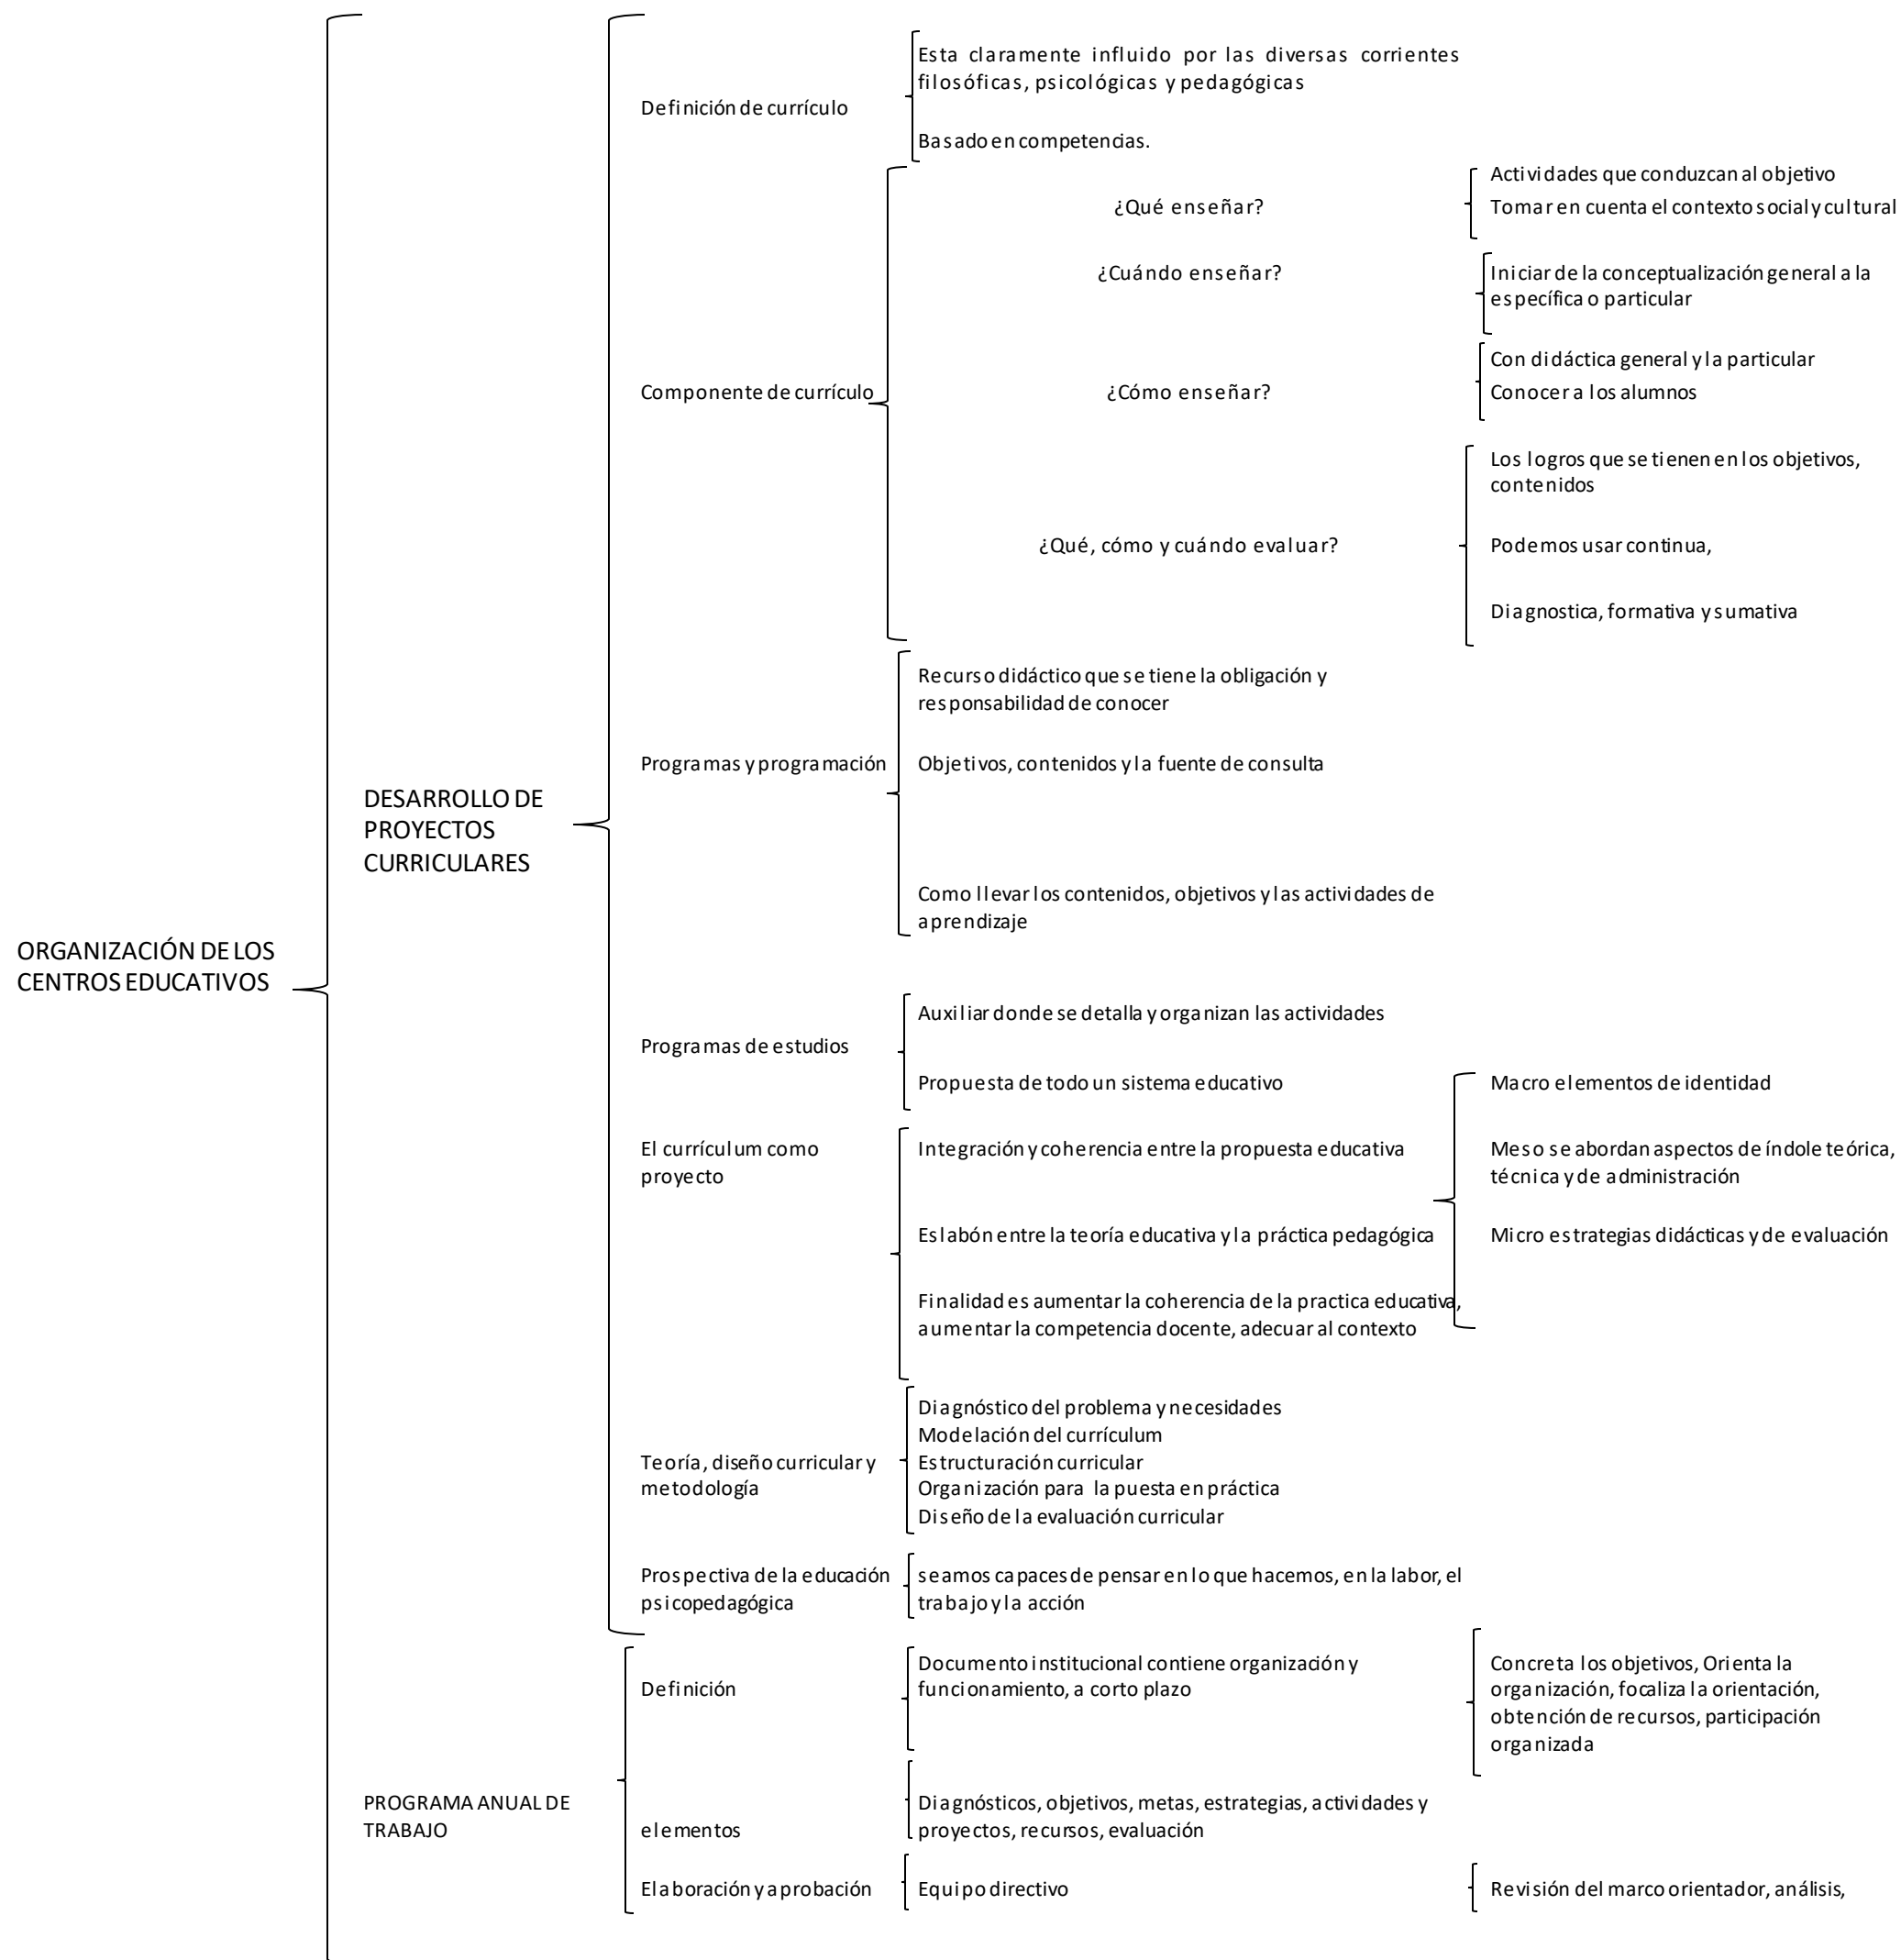 ORGANIZACIÓN DE LOS
CENTROS EDUCATIVOS
DESARROLLO DE
PROYECTOS
CURRICULARES
Definición de currículo
Esta claramente influido por las diversas corrientes
filosóficas, psicológicas y pedagógicas
Basado en competencias.
Componente de currículo
¿Qué enseñar?
Actividades que conduzcan al objetivo
Tomar en cuenta el contexto social y cultural
¿Cuándo enseñar?
Iniciar de la conceptualización general a la
específica o particular
¿Cómo enseñar?
Con didáctica general y la particular
Conocer a los alumnos
¿Qué, cómo y cuándo evaluar?
Los logros que se tienen en los objetivos,
contenidos
Podemos usar continua,
Diagnostica, formativa y sumativa
Programas y programación
Recurso didáctico que se tiene la obligación y
responsabilidad de conocer
Objetivos, contenidos y la fuente de consulta
Como llevar los contenidos, objetivos y las actividades de
aprendizaje
Programas de estudios
Auxiliar donde se detalla y organizan las actividades
Propuesta de todo un sistema educativo
El currículum como
proyecto
Integración y coherencia entre la propuesta educativa
Eslabón entre la teoría educativa y la práctica pedagógica
Finalidad es aumentar la coherencia de la practica educativa,
aumentar la competencia docente, adecuar al contexto
Macro elementos de identidad
Meso se abordan aspectos de índole teórica,
técnica y de administración
Micro estrategias didácticas y de evaluación
Teoría, diseño curricular y
metodología
Diagnóstico del problema y necesidades
Modelación del currículum
Estructuración curricular
Organización para la puesta en práctica
Diseño de la evaluación curricular
Prospectiva de la educación
psicopedagógica
seamos capaces de pensar en lo que hacemos, en la labor, el
trabajo y la acción
PROGRAMA ANUAL DE
TRABAJO
Definición
Documento institucional contiene organización y
funcionamiento, a corto plazo
Concreta los objetivos, Orienta la
organización, focaliza la orientación,
obtención de recursos, participación
organizada
elementos
Diagnósticos, objetivos, metas, estrategias, actividades y
proyectos, recursos, evaluación
Elaboración y aprobación
Equipo directivo
Revisión del marco orientador, análisis,